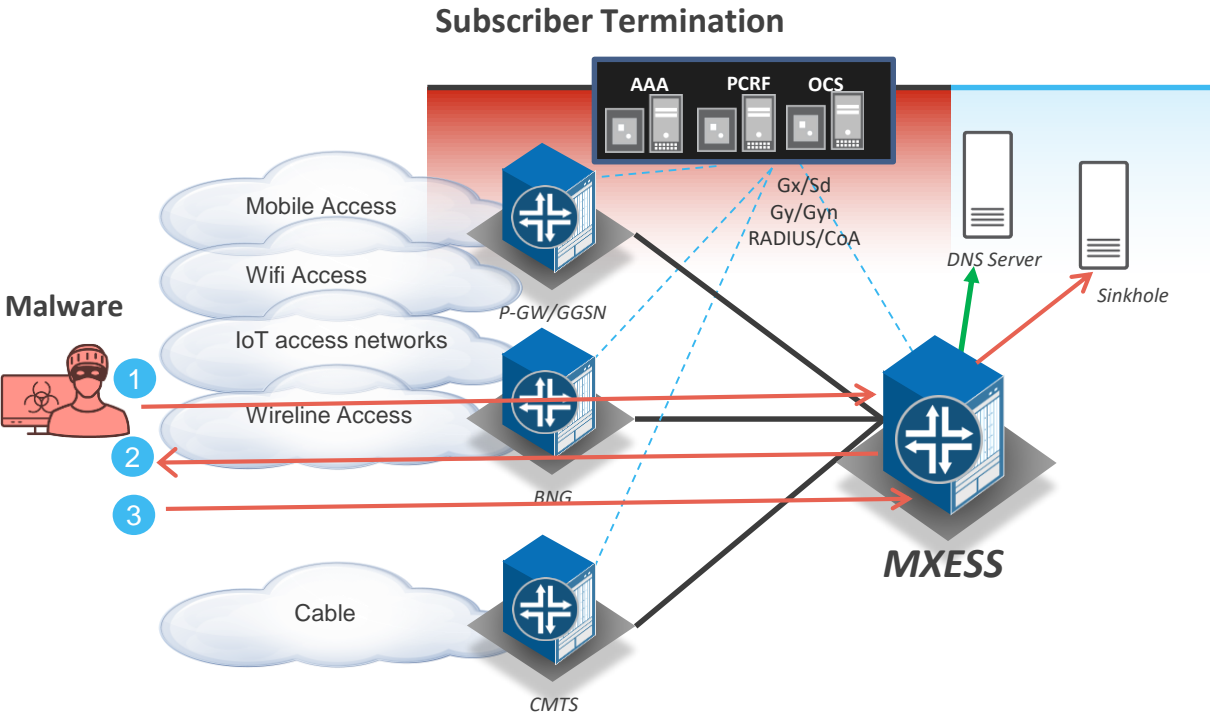 Subscriber Termination
AAA
PCRF
OCS
Gx/Sd
Gy/Gyn
RADIUS/CoA
Mobile Access
Wifi Access
IoT access networks
Wireline Access
Cable
P-GW/GGSN
BNG
CMTS
DNS Server
Sinkhole
Malware
1
2
3
MXESS